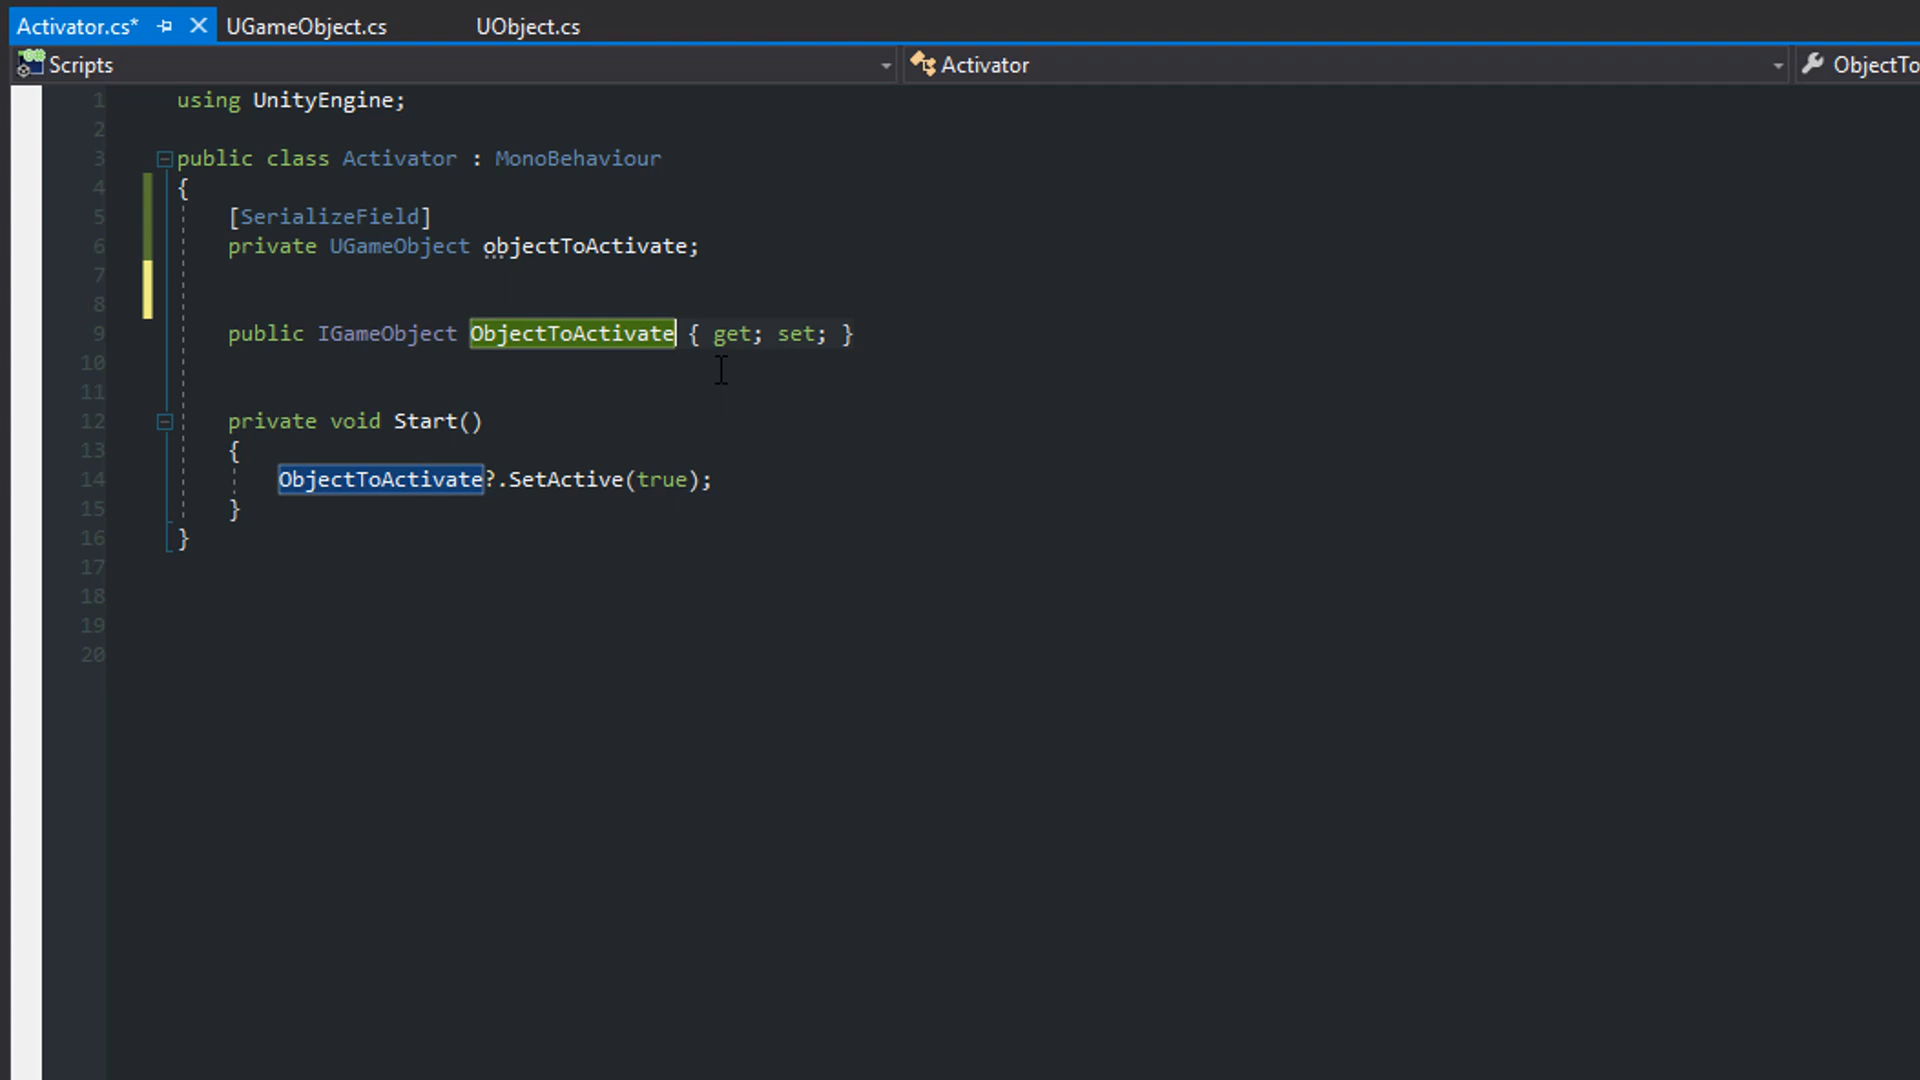 Activator.cs* UGameObject.cs UObject.cs
Scripts Activator ObjectTo
1 using UnityEngine;
2
3 public class Activator : MonoBehaviour
4 {
5 [SerializeField]
6 private UGameObject objectToActivate;
7
8
9 public IGameObject ObjectToActivate { get; set; }
10
11
12 private void Start()
13 {
14 ObjectToActivate?.SetActive(true);
15 }
16 }
17
18
19
20